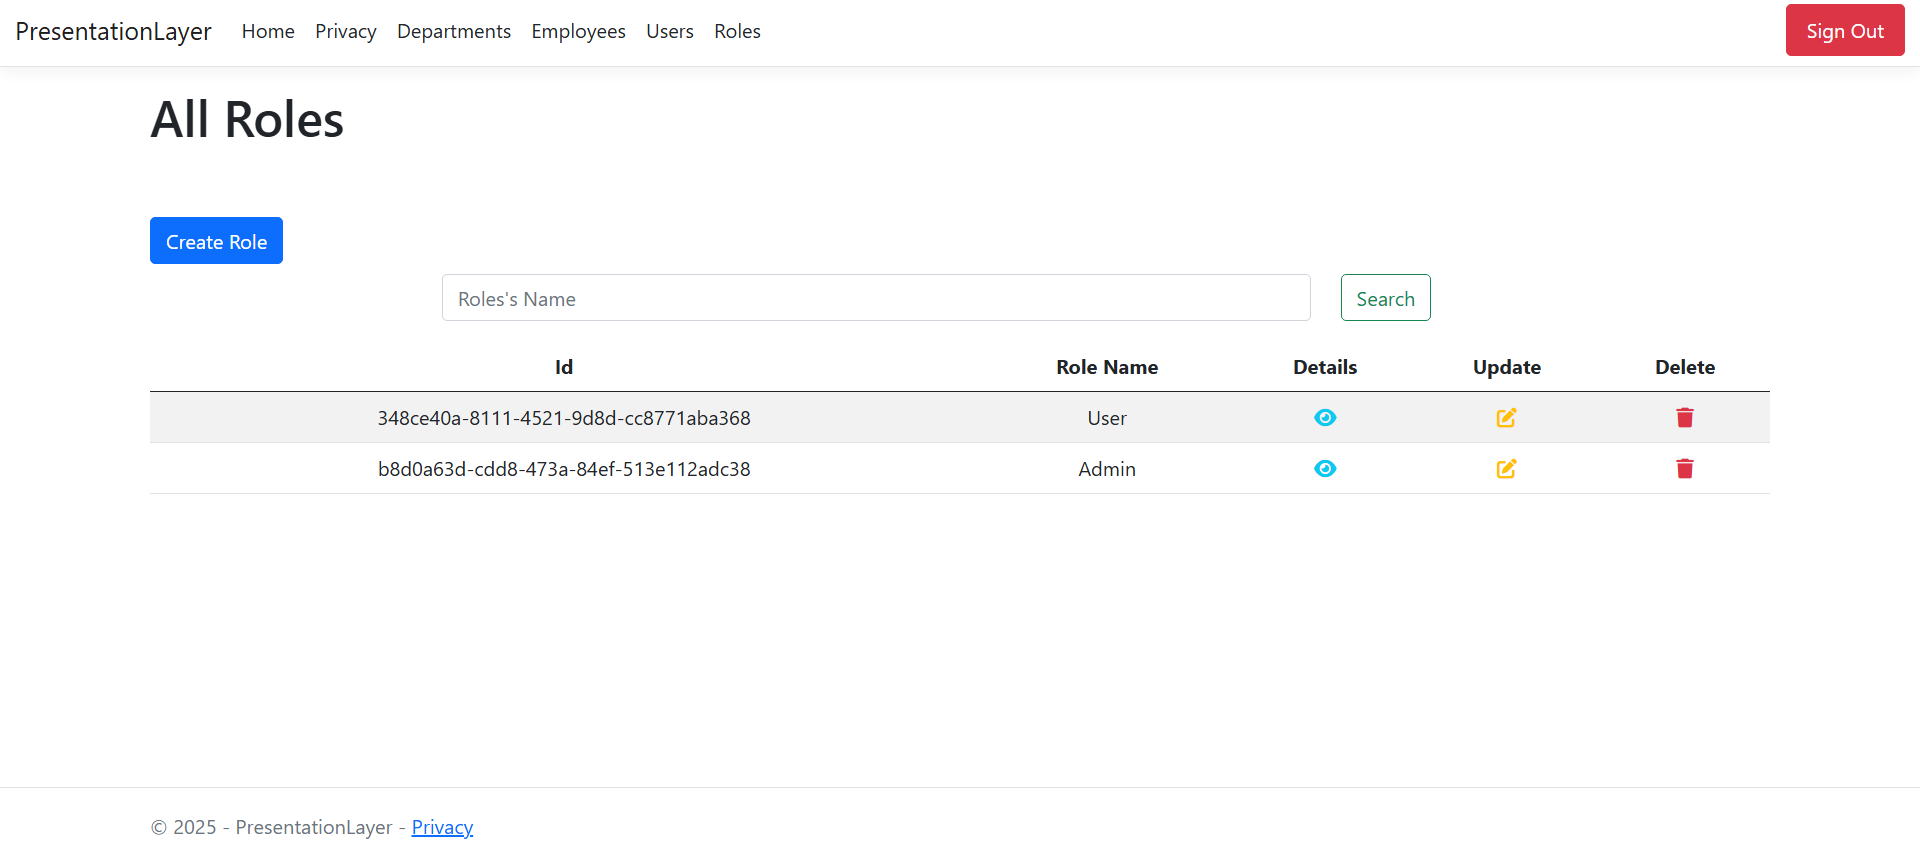 PresentationLayer Home Privacy Departments Employees Users Roles Sign Out
All Roles
Create Role
Roles's Name Search
Id Role Name Details Update Delete
348ce40a-8111-4521-9d8d-cc8771aba368 User
b8d0a63d-cdd8-473a-84ef-513e112adc38 Admin
© 2025 - PresentationLayer - Privacy